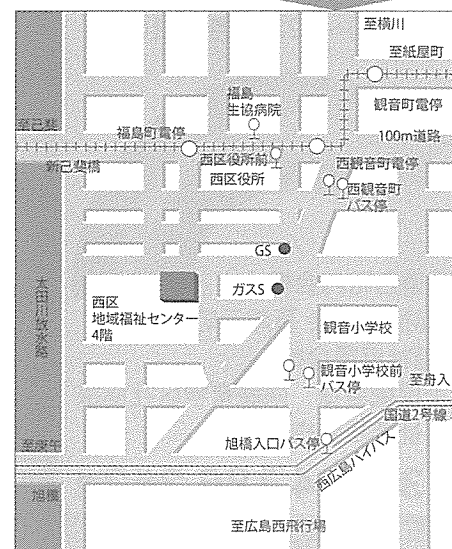 至横川
至紙屋町
観音町電停
福島
生協病院
至己斐
福島町電停
100m道路
新己斐橋
西区役所前
西区役所
西観音町電停
西観音町
バス停
GS
ガスS
太田川放水路
西区
地域福祉センター
4階
観音小学校
観音小学校前
バス停
至舟入
国道2号線
至庚午
旭橋入口バス停
西広島バイパス
旭橋
至広島西飛行場